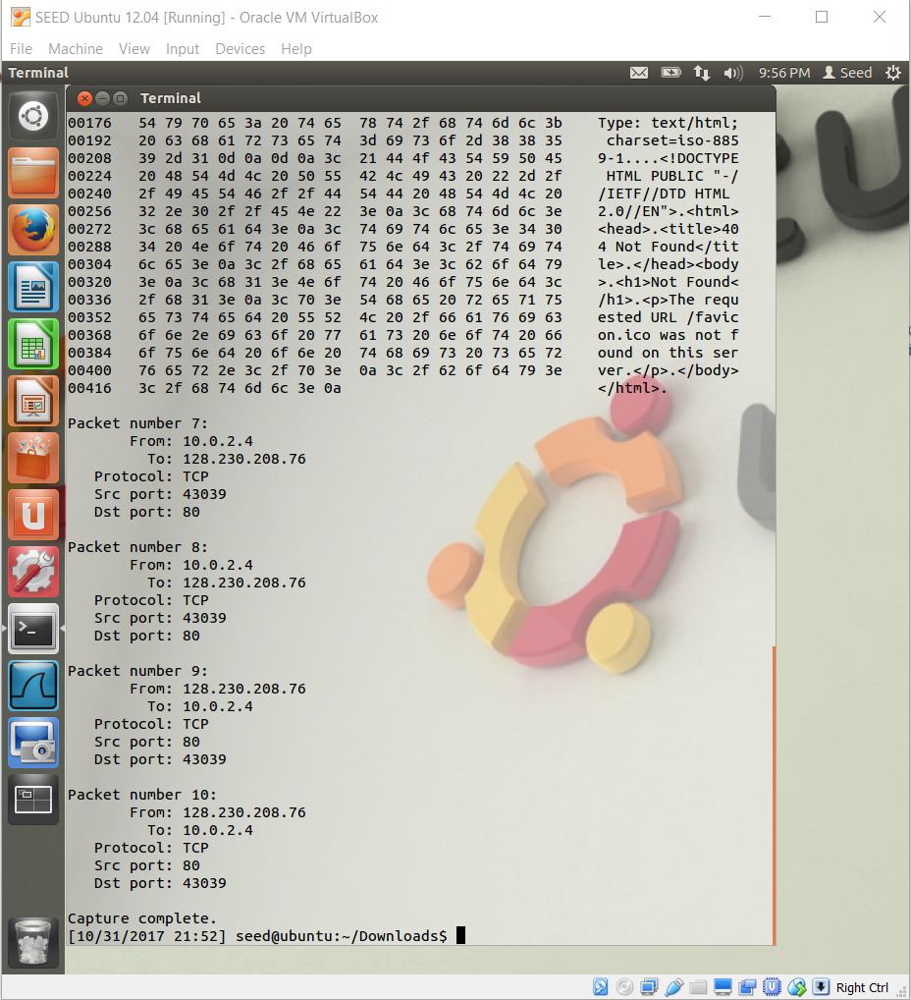 SEED Ubuntu 12.04 [Running] - Oracle VM VirtualBox
File Machine View Input Devices Help
Terminal 9:56 PM Seed
Terminal
00176 54 79 70 65 3a 20 74 65 78 74 2f 68 74 6d 6c 3b Type: text/html;
00192 20 63 68 61 72 73 65 74 3d 69 73 6f 2d 38 38 35 charset=iso-885
00208 39 2d 31 0d 0a 0d 0a 3c 21 44 4f 43 54 59 50 45 9-1....<!DOCTYPE
00224 20 48 54 4d 4c 20 50 55 42 4c 49 43 20 22 2d 2f HTML PUBLIC "-/
00240 2f 49 45 54 46 2f 2f 44 54 44 20 48 54 4d 4c 20 /IETF//DTD HTML
00256 32 2e 30 2f 2f 45 4e 22 3e 0a 3c 68 74 6d 6c 3e 2.0//EN">.<html>
00272 3c 68 65 61 64 3e 0a 3c 74 69 74 6c 65 3e 34 30 <head>.<title>40
00288 34 20 4e 6f 74 20 46 6f 75 6e 64 3c 2f 74 69 74 4 Not Found</tit
00304 6c 65 3e 0a 3c 2f 68 65 61 64 3e 3c 62 6f 64 79 le>.</head><body
00320 3e 0a 3c 68 31 3e 4e 6f 74 20 46 6f 75 6e 64 3c >.<h1>Not Found<
00336 2f 68 31 3e 0a 3c 70 3e 54 68 65 20 72 65 71 75 /h1>.<p>The requ
00352 65 73 74 65 64 20 55 52 4c 20 2f 66 61 76 69 63 ested URL /favic
00368 6f 6e 2e 69 63 6f 20 77 61 73 20 6e 6f 74 20 66 on.ico was not f
00384 6f 75 6e 64 20 6f 6e 20 74 68 69 73 20 73 65 72 ound on this ser
00400 76 65 72 2e 3c 2f 70 3e 0a 3c 2f 62 6f 64 79 3e ver.</p>.</body>
00416 3c 2f 68 74 6d 6c 3e 0a </html>.
Packet number 7:
From: 10.0.2.4
To: 128.230.208.76
Protocol: TCP
Src port: 43039
Dst port: 80
Packet number 8:
From: 10.0.2.4
To: 128.230.208.76
Protocol: TCP
Src port: 43039
Dst port: 80
Packet number 9:
From: 128.230.208.76
To: 10.0.2.4
Protocol: TCP
Src port: 80
Dst port: 43039
Packet number 10:
From: 128.230.208.76
To: 10.0.2.4
Protocol: TCP
Src port: 80
Dst port: 43039
Capture complete.
[10/31/2017 21:52] seed@ubuntu:~/Downloads$
Right Ctrl